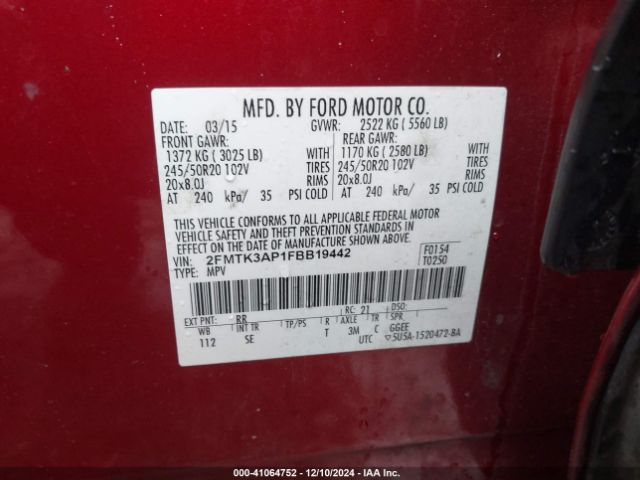 MFD. BY FORD MOTOR CO.
DATE: 03/15 GVWR: 2522 KG ( 5560 LB)
FRONT GAWR: REAR GAWR:
1372 KG ( 3025 LB) WITH 1170 KG ( 2580 LB) WITH
245/50R20 102V TIRES 245/50R20 102V TIRES
20x8.0J RIMS 20x8.0J RIMS
AT 240 kPa/ 35 PSI COLD AT 240 kPa/ 35 PSI COLD
THIS VEHICLE CONFORMS TO ALL APPLICABLE FEDERAL MOTOR
VEHICLE SAFETY AND THEFT PREVENTION STANDARDS IN
EFFECT ON THE DATE OF MANUFACTURE SHOWN ABOVE.
VIN: 2FMTK3AP1FBB19442 F0154
TYPE: MPV T0250
EXT PNT: RR RC: 21 DSO:
WB INT TR TP/PS R AXLE TR SPR
112 SE T 3M C GGEE
UTC ▽5U5A-1520472-BA
000-41064752 — 12/10/2024 — IAA Inc.